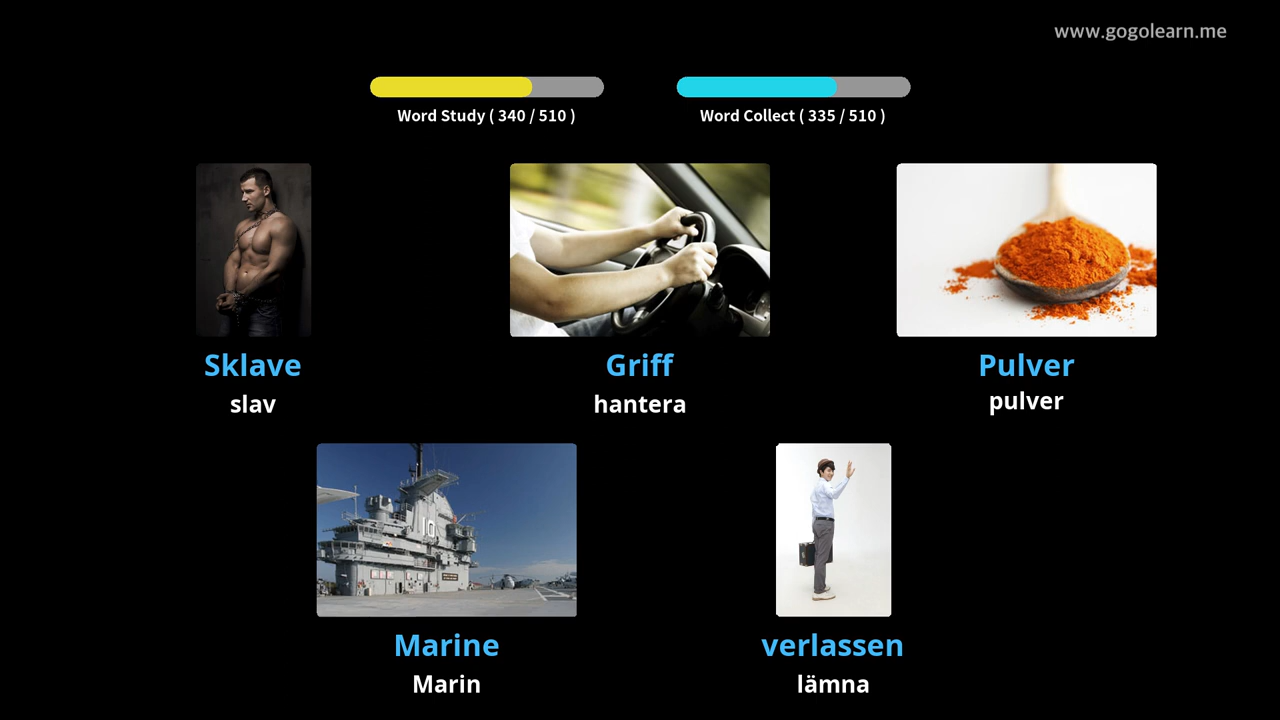 www.gogolearn.me
Word Study ( 340 / 510 )
Word Collect ( 335 / 510 )
Sklave
slav
Griff
hantera
Pulver
pulver
10
Marine
Marin
verlassen
lämna